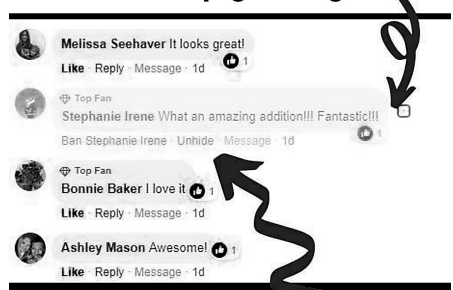 Melissa Seehaver It looks great!
1
Like · Reply · Message · 1d
Top Fan
Stephanie Irene What an amazing addition!!! Fantastic!!!
1
Ban Stephanie Irene · Unhide · Message · 1d
Top Fan
Bonnie Baker I love it 1
Like · Reply · Message · 1d
Ashley Mason Awesome! 1
Like · Reply · Message · 1d